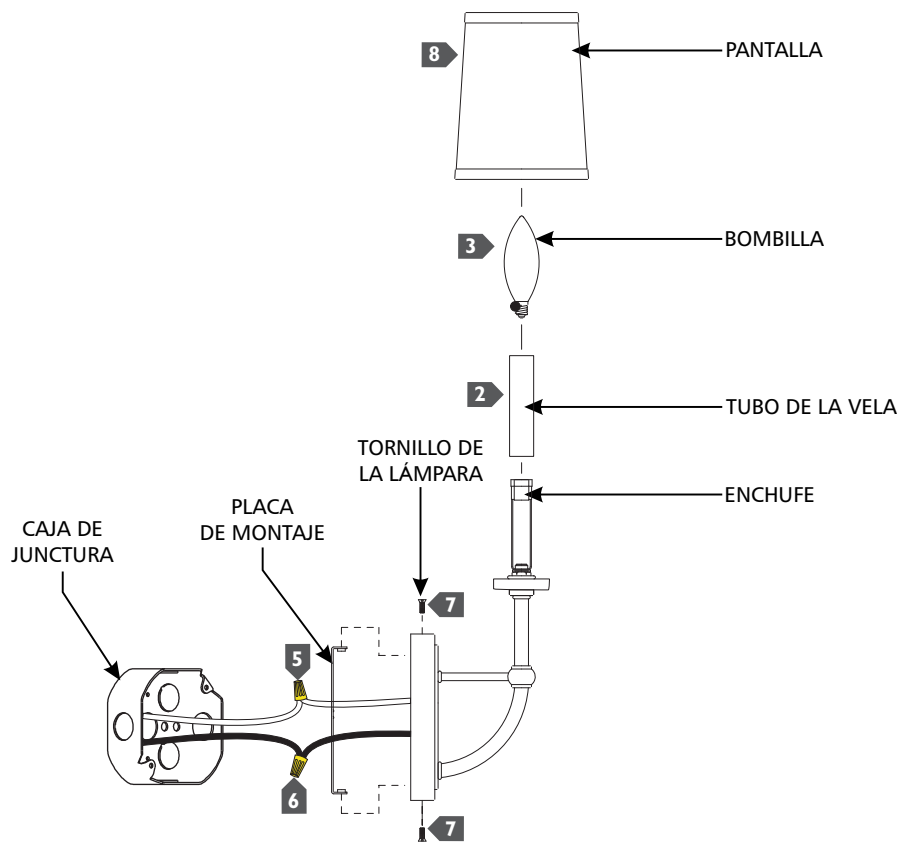 8
PANTALLA
3
BOMBILLA
2
TUBO DE LA VELA
TORNILLO DE
LA LÁMPARA
ENCHUFE
PLACA
DE MONTAJE
CAJA DE
JUNCTURA
7
5
6
7